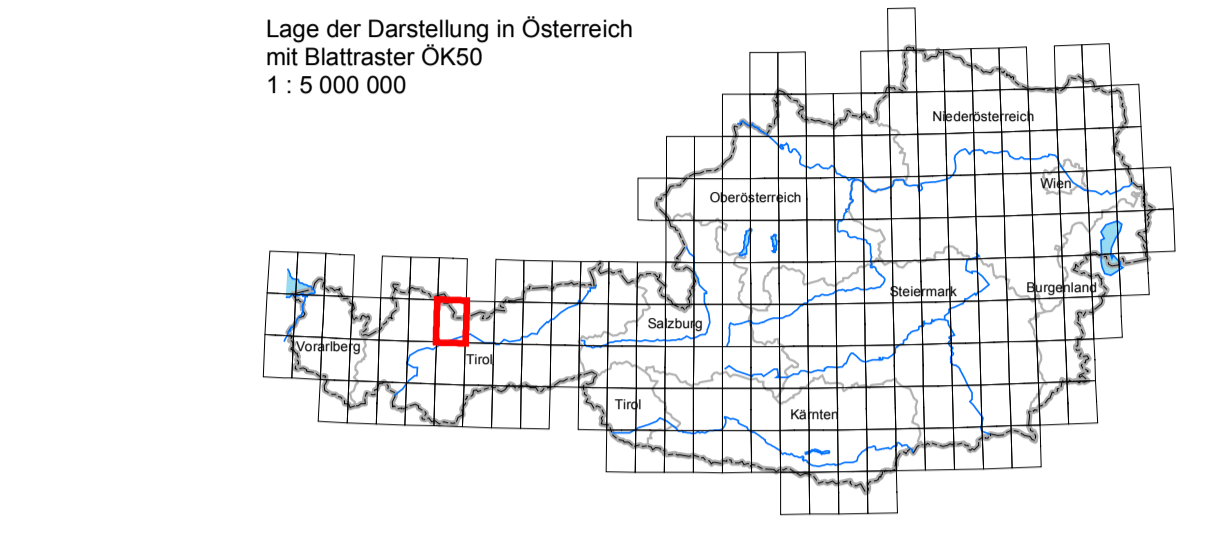 Lage der Darstellung in Österreich
mit Blattraster ÖK50
1 : 5 000 000
Niederösterreich
Wien
Oberösterreich
Steiermark
Burgenland
Salzburg
Vorarlberg
Tirol
Tirol
Kärnten